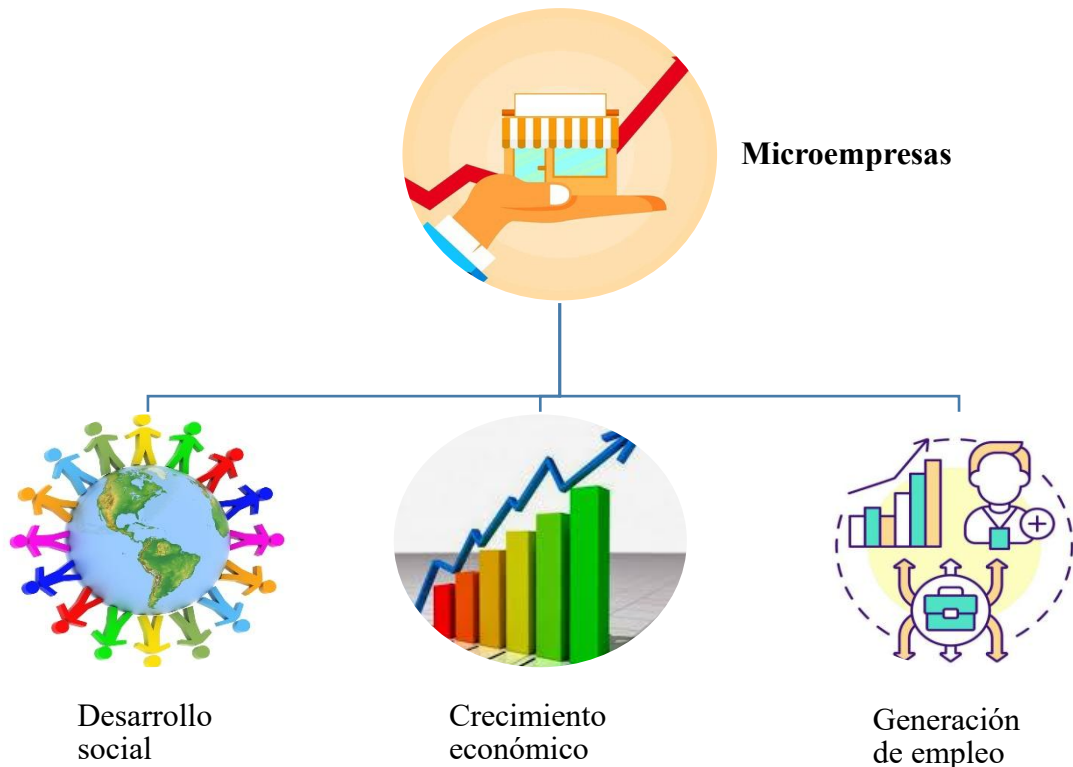 Microempresas
Desarrollo
social
Crecimiento
económico
Generación
de empleo